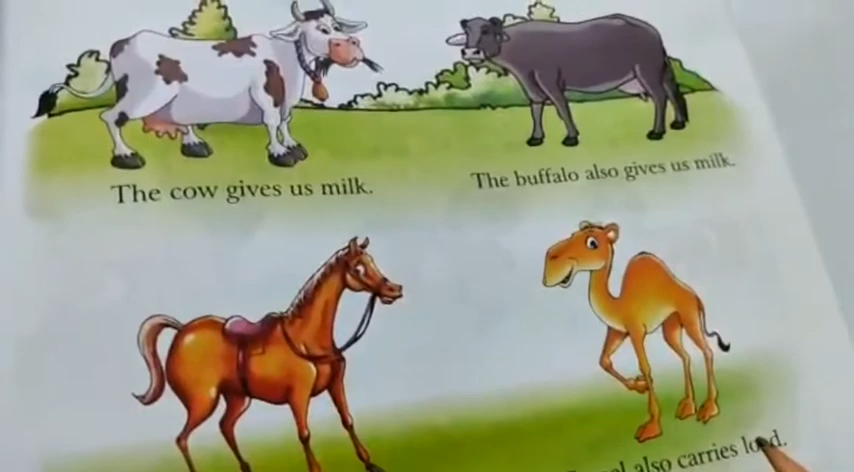 The cow gives us milk.
The buffalo also gives us milk.
also carries